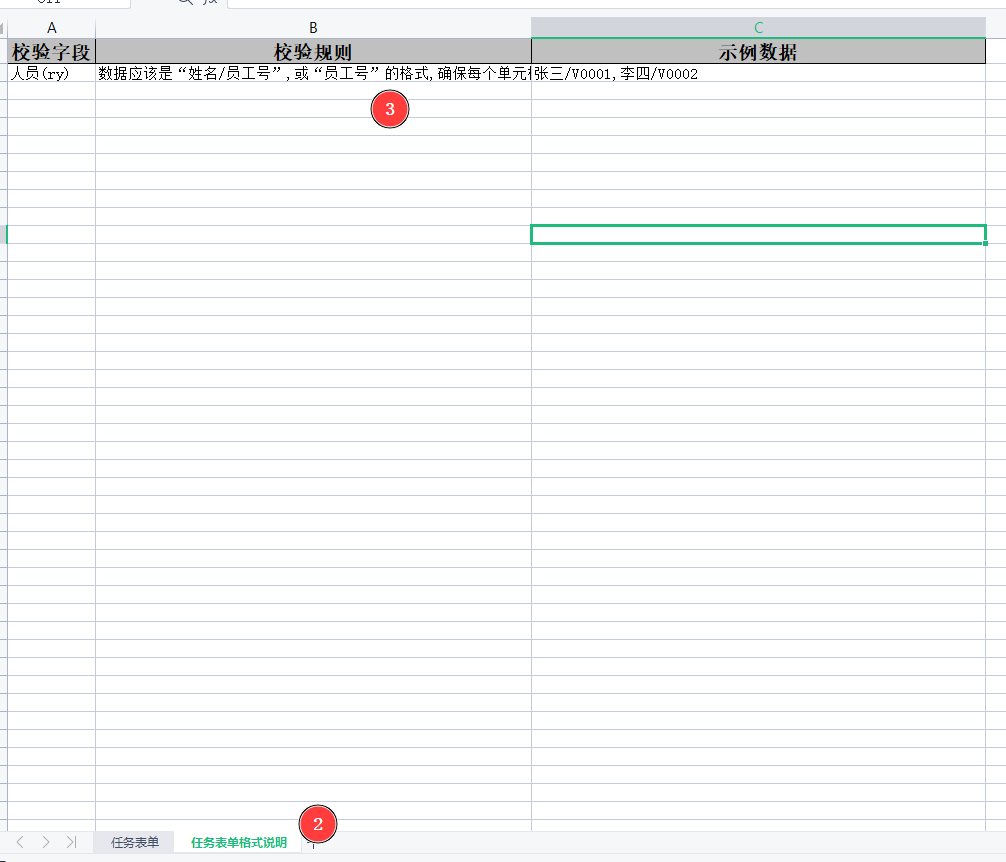 A B C
校验字段 校验规则 示例数据
人员(ry) 数据应该是“姓名/员工号”,或“员工号”的格式,确保每个单元 张三/V0001,李四/V0002
3
2
任务表单 任务表单格式说明